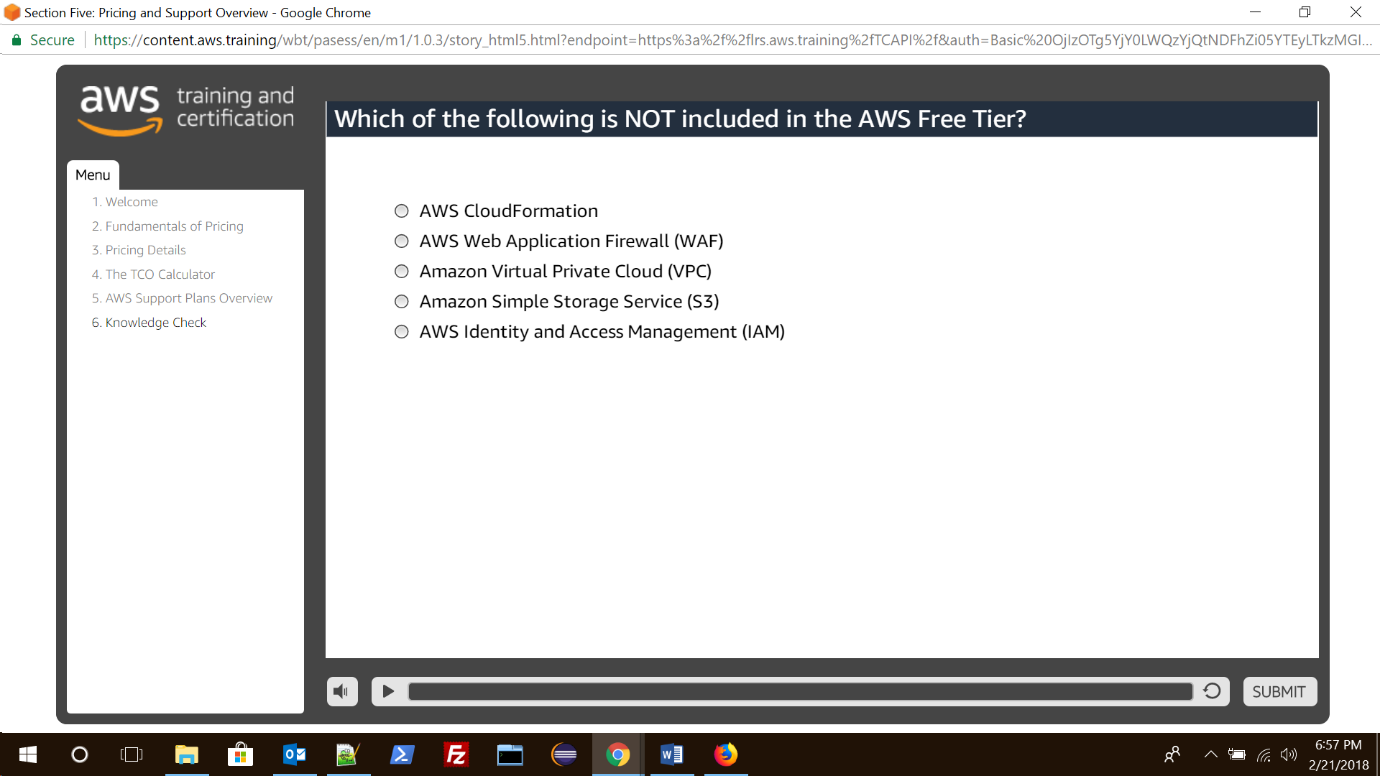 Section Five: Pricing and Support Overview - Google Chrome
Secure https://content.aws.training/wbt/pasess/en/m1/1.0.3/story_html5.html?endpoint=https%3a%2f%2flrs.aws.training%2fTCAPI%2f&auth=Basic%20OjIzOTg5YjY0LWQzYjQtNDFhZi05YTEyLTkzMGI...
aws training and
certification
Which of the following is NOT included in the AWS Free Tier?
Menu
1. Welcome
2. Fundamentals of Pricing
3. Pricing Details
4. The TCO Calculator
5. AWS Support Plans Overview
6. Knowledge Check
AWS CloudFormation
AWS Web Application Firewall (WAF)
Amazon Virtual Private Cloud (VPC)
Amazon Simple Storage Service (S3)
AWS Identity and Access Management (IAM)
SUBMIT
6:57 PM
2/21/2018